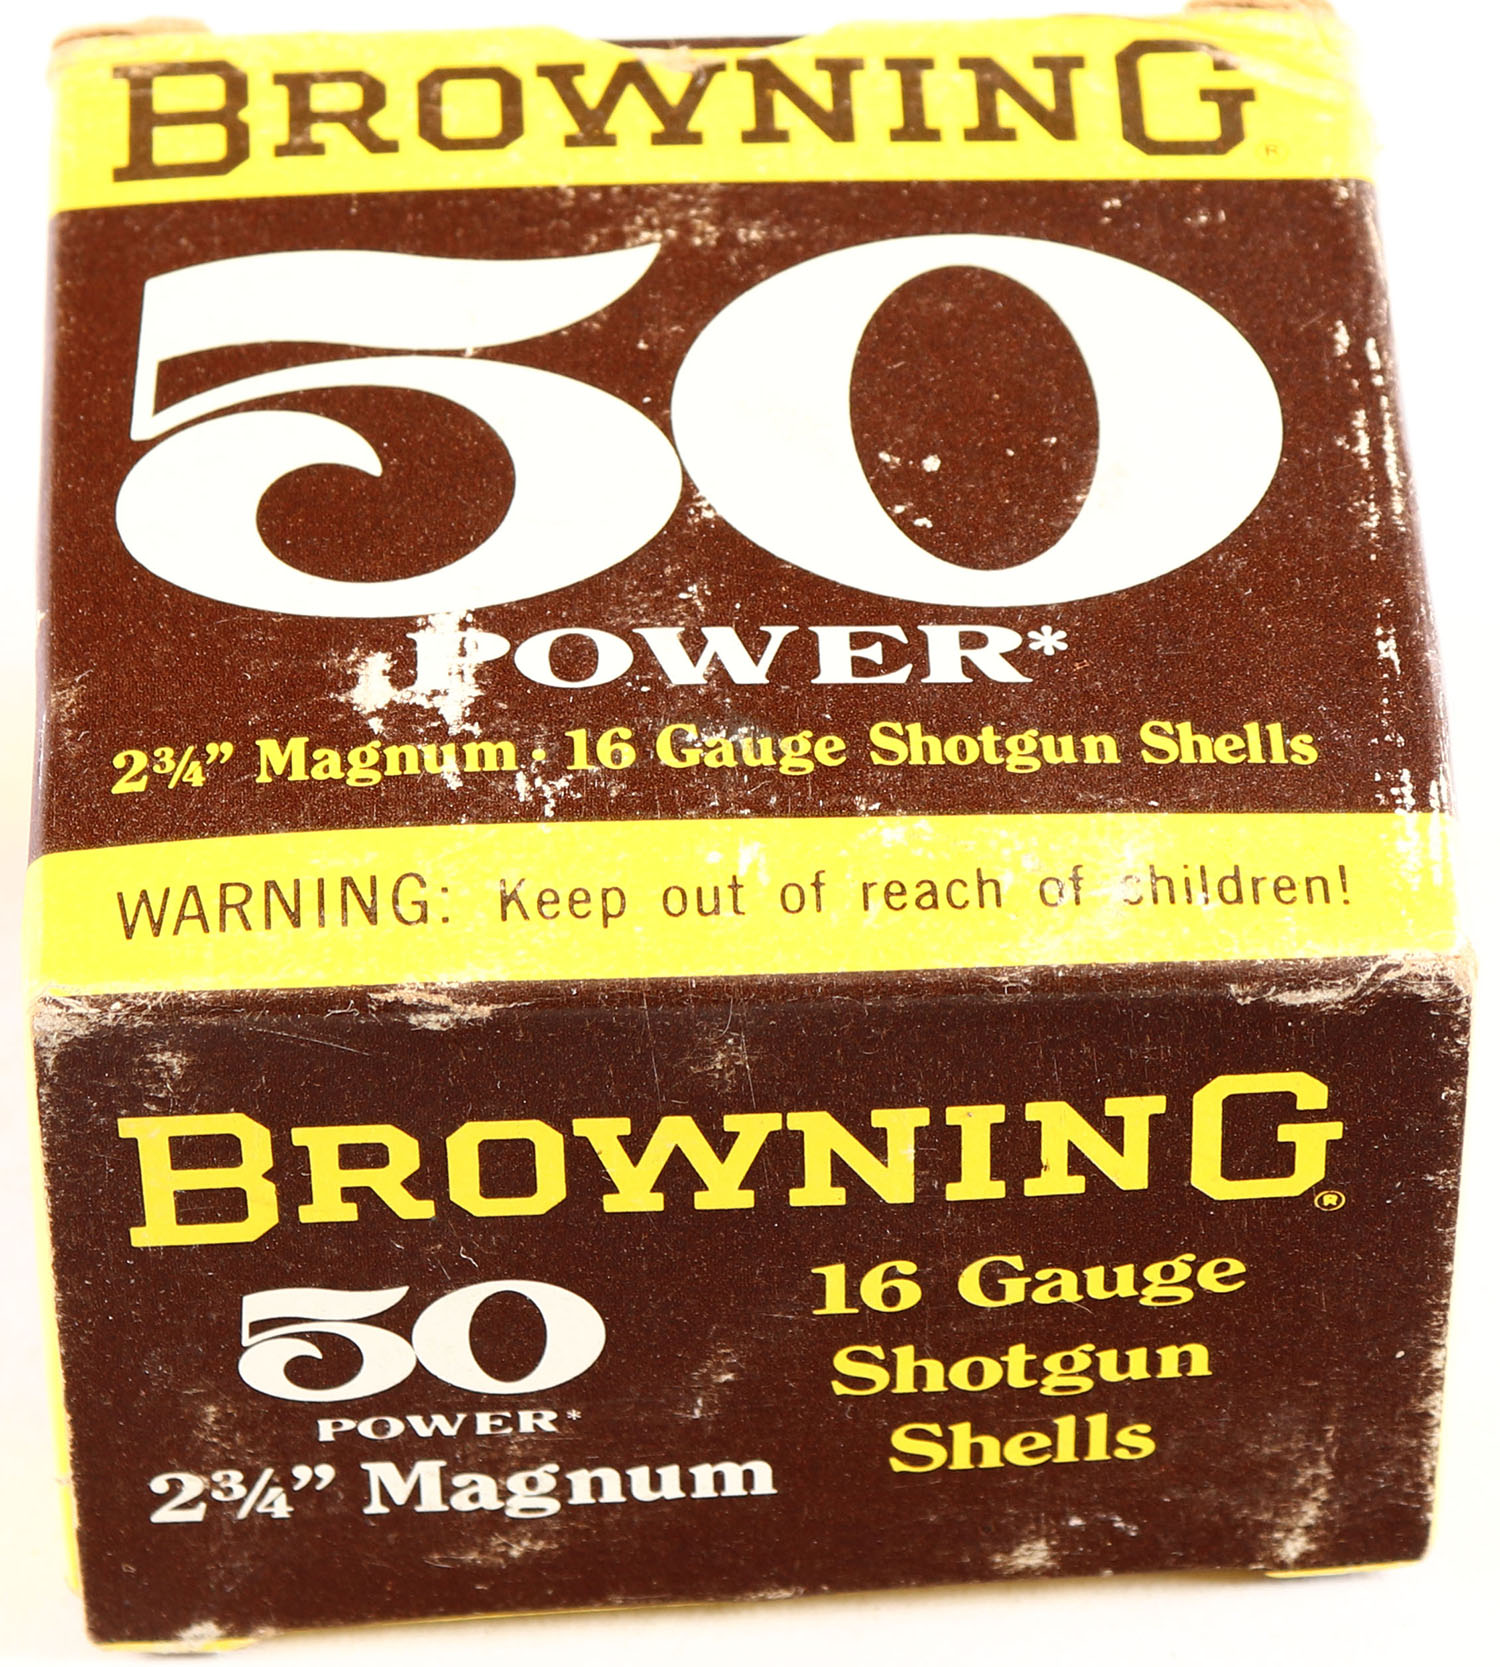 BROWNING®
50
POWER*
2¾” Magnum · 16 Gauge Shotgun Shells
WARNING: Keep out of reach of children!
BROWNING®
50
POWER*
2¾” Magnum
16 Gauge
Shotgun
Shells